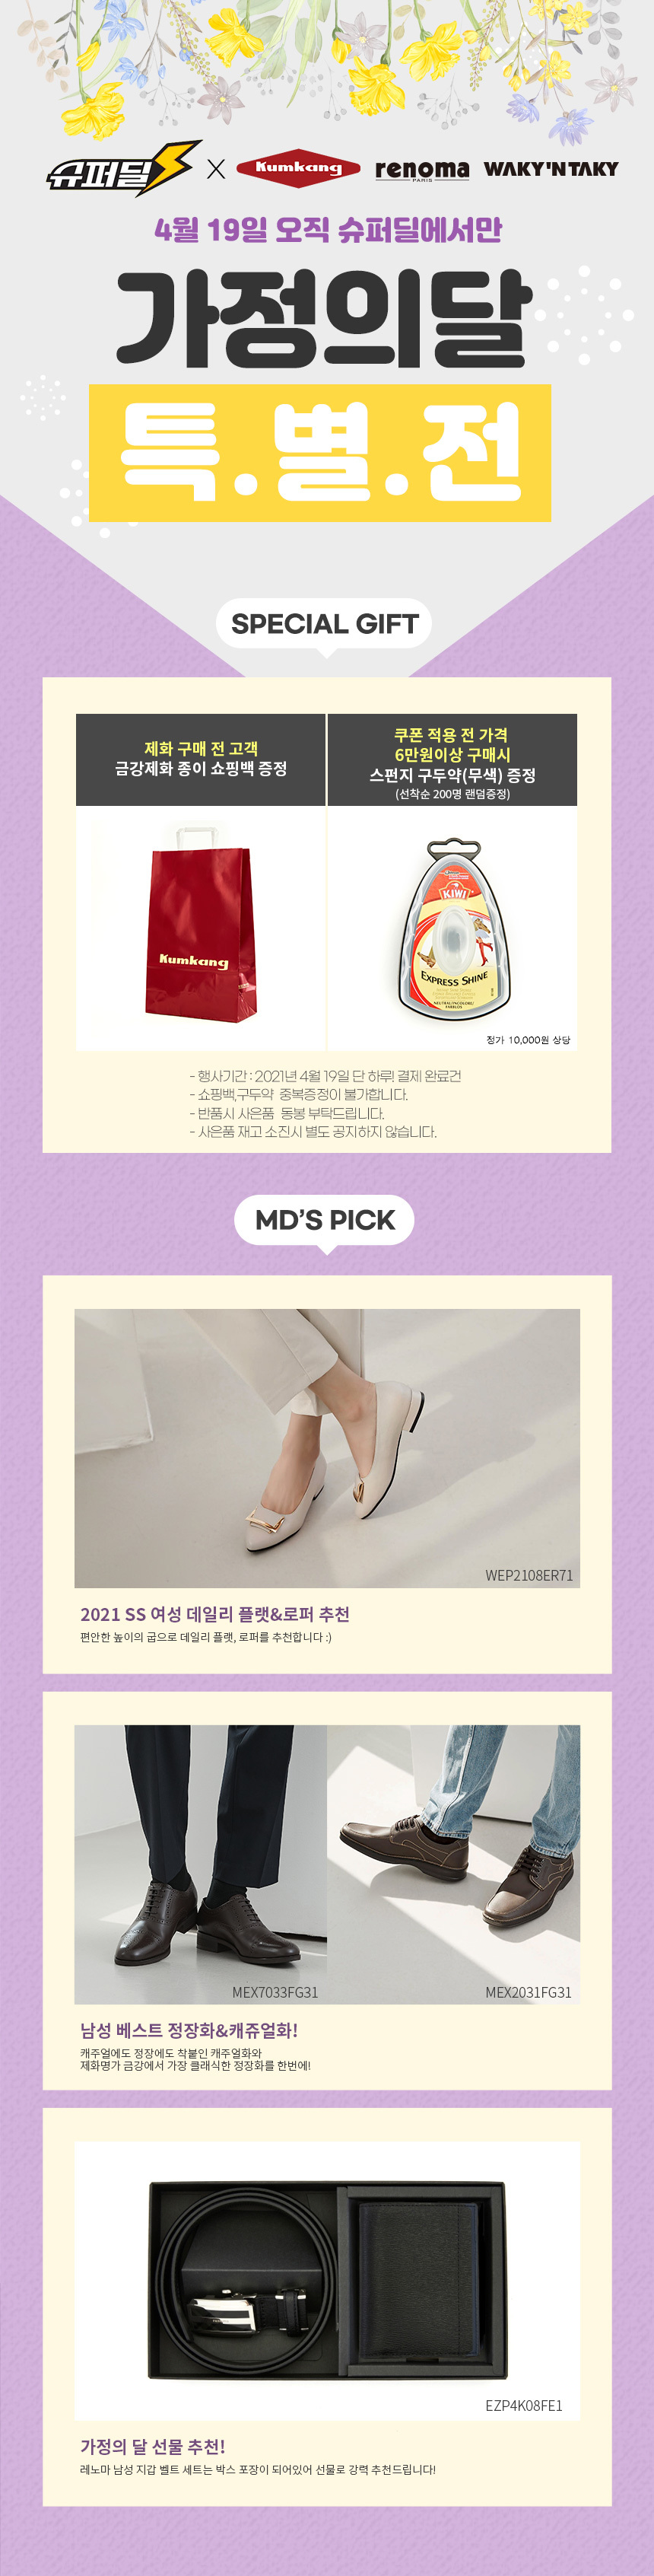 슈퍼딜 X Kumkang renoma PARIS WAKY'NTAKY
4월 19일 오직 슈퍼딜에서만
가정의달
특.별.전
SPECIAL GIFT
제화 구매 전 고객
금강제화 종이 쇼핑백 증정
쿠폰 적용 전 가격
6만원이상 구매시
스펀지 구두약(무색) 증정
(선착순 200명 랜덤증정)
Kumkang
KIWI
EXPRESS SHINE
정가 10,000원 상당
- 행사기간 : 2021년 4월 19일 단 하루! 결제 완료건
- 쇼핑백,구두약 중복증정이 불가합니다.
- 반품시 사은품 동봉 부탁드립니다.
- 사은품 재고 소진시 별도 공지하지 않습니다.
MD'S PICK
WEP2108ER71
2021 SS 여성 데일리 플랫&로퍼 추천
편안한 높이의 굽으로 데일리 플랫, 로퍼를 추천합니다 :)
MEX7033FG31
MEX2031FG31
남성 베스트 정장화&캐쥬얼화!
캐주얼에도 정장에도 착붙인 캐주얼화와
제화명가 금강에서 가장 클래식한 정장화를 한번에!
EZP4K08FE1
가정의 달 선물 추천!
레노마 남성 지갑 벨트 세트는 박스 포장이 되어있어 선물로 강력 추천드립니다!